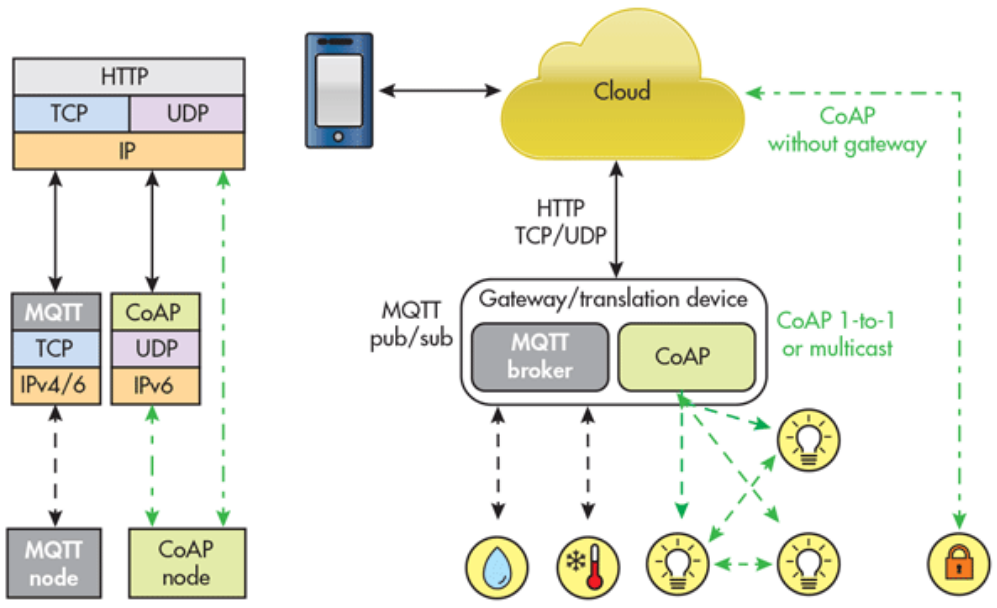 HTTP
TCP
UDP
IP
MQTT
TCP
IPv4/6
CoAP
UDP
IPv6
MQTT
node
CoAP
node
Cloud
CoAP
without gateway
HTTP
TCP/UDP
MQTT
pub/sub
Gateway/translation device
MQTT
broker
CoAP
CoAP 1-to-1
or multicast